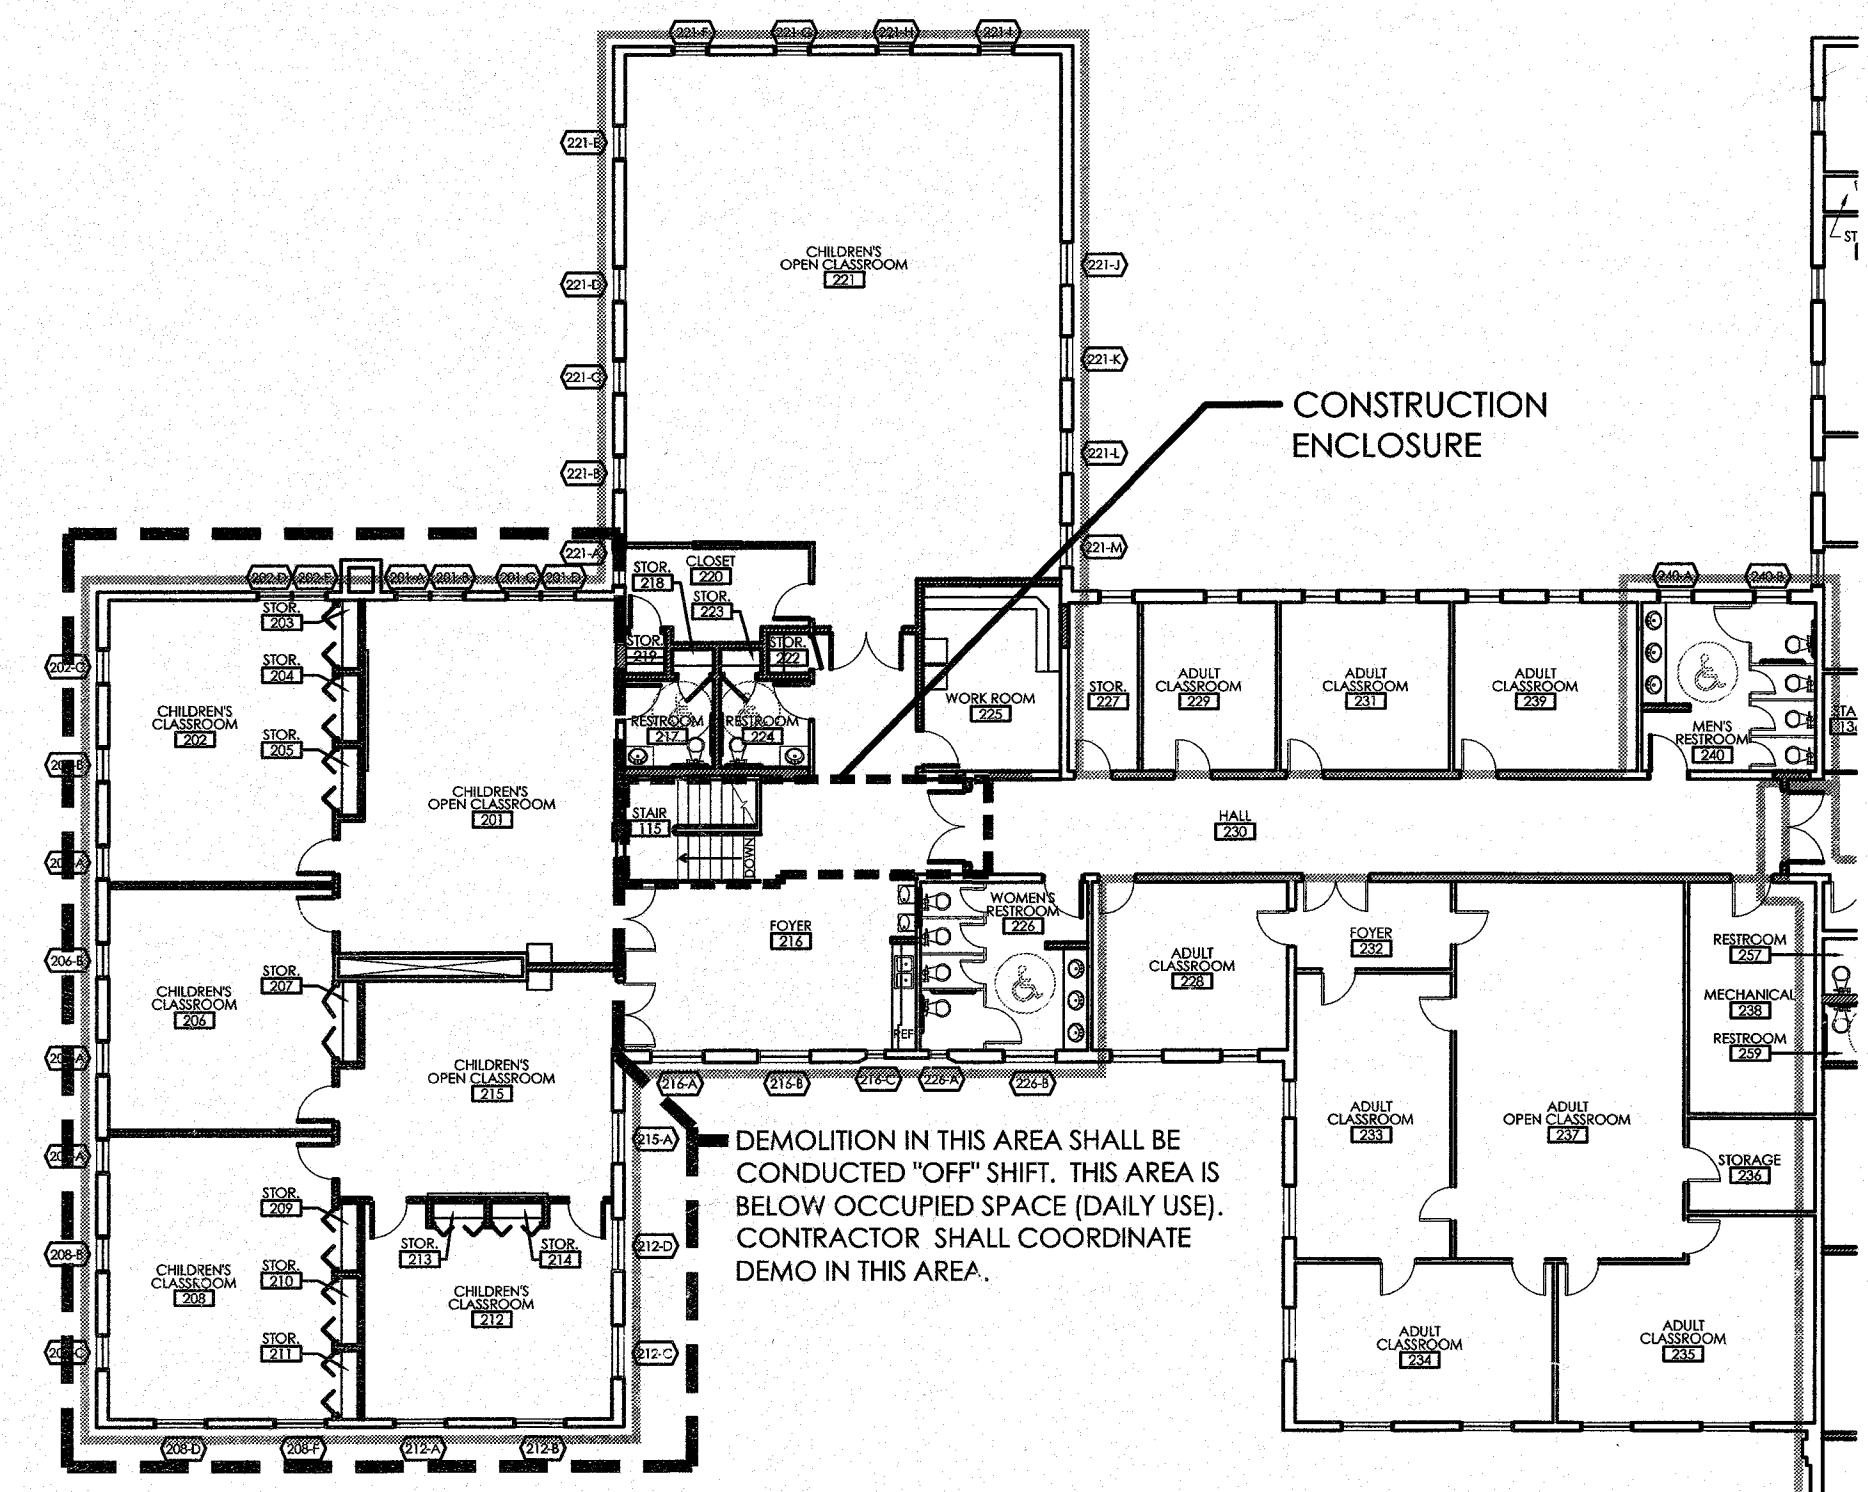 221-F
221-G
221-H
221-I
221-E
CHILDREN'S
OPEN CLASSROOM
221
221-J
221-D
221-K
221-C
CONSTRUCTION
ENCLOSURE
221-L
221-B
221-M
221-A
202-D
202-E
201-A
201-B
201-C
201-D
STOR.
218
CLOSET
220
STOR.
223
240-A
240-B
STOR.
203
STOR.
219
STOR.
222
202-C
STOR.
204
CHILDREN'S
CLASSROOM
202
STOR.
205
RESTROOM
217
RESTROOM
224
WORK ROOM
225
STOR.
227
ADULT
CLASSROOM
229
ADULT
CLASSROOM
231
ADULT
CLASSROOM
239
MEN'S
RESTROOM
240
CHILDREN'S
OPEN CLASSROOM
201
STAIR
115
DOWN
HALL
230
FOYER
216
WOMEN'S
RESTROOM
226
FOYER
232
RESTROOM
257
206-B
CHILDREN'S
CLASSROOM
206
STOR.
207
ADULT
CLASSROOM
228
MECHANICAL
238
RESTROOM
259
REF
CHILDREN'S
OPEN CLASSROOM
215
216-A
216-B
216-C
226-A
226-B
ADULT
CLASSROOM
233
ADULT
OPEN CLASSROOM
237
215-A
DEMOLITION IN THIS AREA SHALL BE
CONDUCTED "OFF" SHIFT. THIS AREA IS
BELOW OCCUPIED SPACE (DAILY USE).
CONTRACTOR SHALL COORDINATE
DEMO IN THIS AREA.
STORAGE
236
STOR.
209
208-B
STOR.
213
STOR.
214
212-D
CHILDREN'S
CLASSROOM
208
STOR.
210
CHILDREN'S
CLASSROOM
212
STOR.
211
212-C
ADULT
CLASSROOM
234
ADULT
CLASSROOM
235
208-D
208-F
212-A
212-B